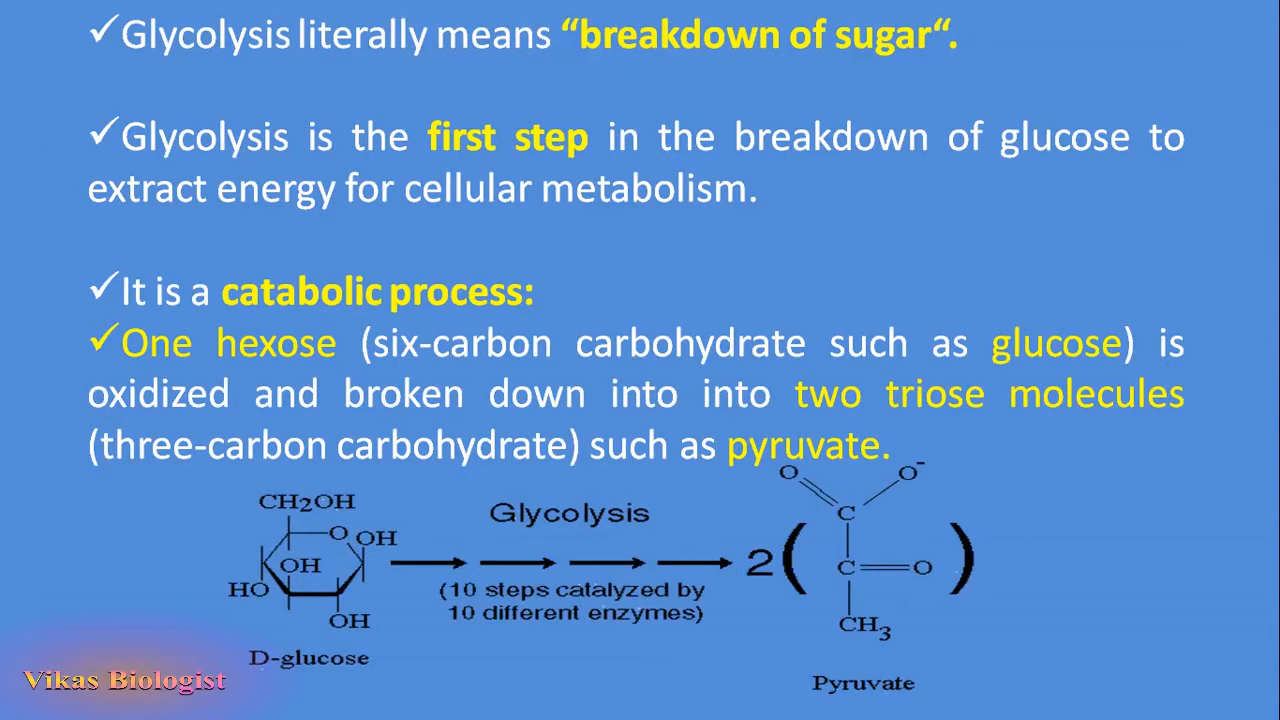 ✓Glycolysis literally means “breakdown of sugar“.
✓Glycolysis is the first step in the breakdown of glucose to
extract energy for cellular metabolism.
✓It is a catabolic process:
✓One hexose (six-carbon carbohydrate such as glucose) is
oxidized and broken down into into two triose molecules
(three-carbon carbohydrate) such as pyruvate.
CH2OH
O
OH
OH
HO
OH
D-glucose
Glycolysis
(10 steps catalyzed by
10 different enzymes)
2 (
O
O-
C
C
O
CH3
)
Pyruvate
Vikas Biologist